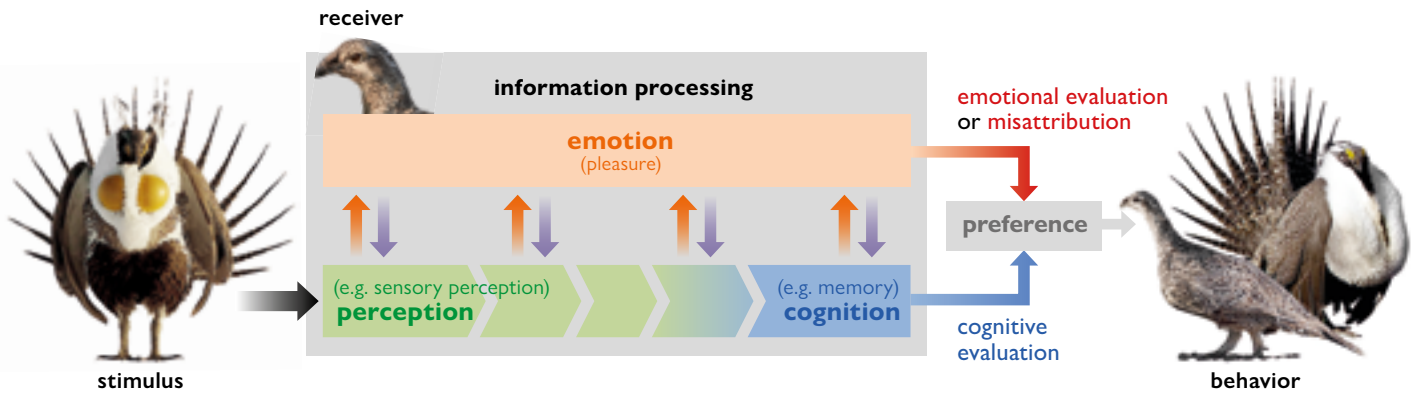 receiver
information processing
emotion
(pleasure)
emotional evaluation
or misattribution
preference
(e.g. sensory perception)
perception
(e.g. memory)
cognition
cognitive
evaluation
stimulus
behavior